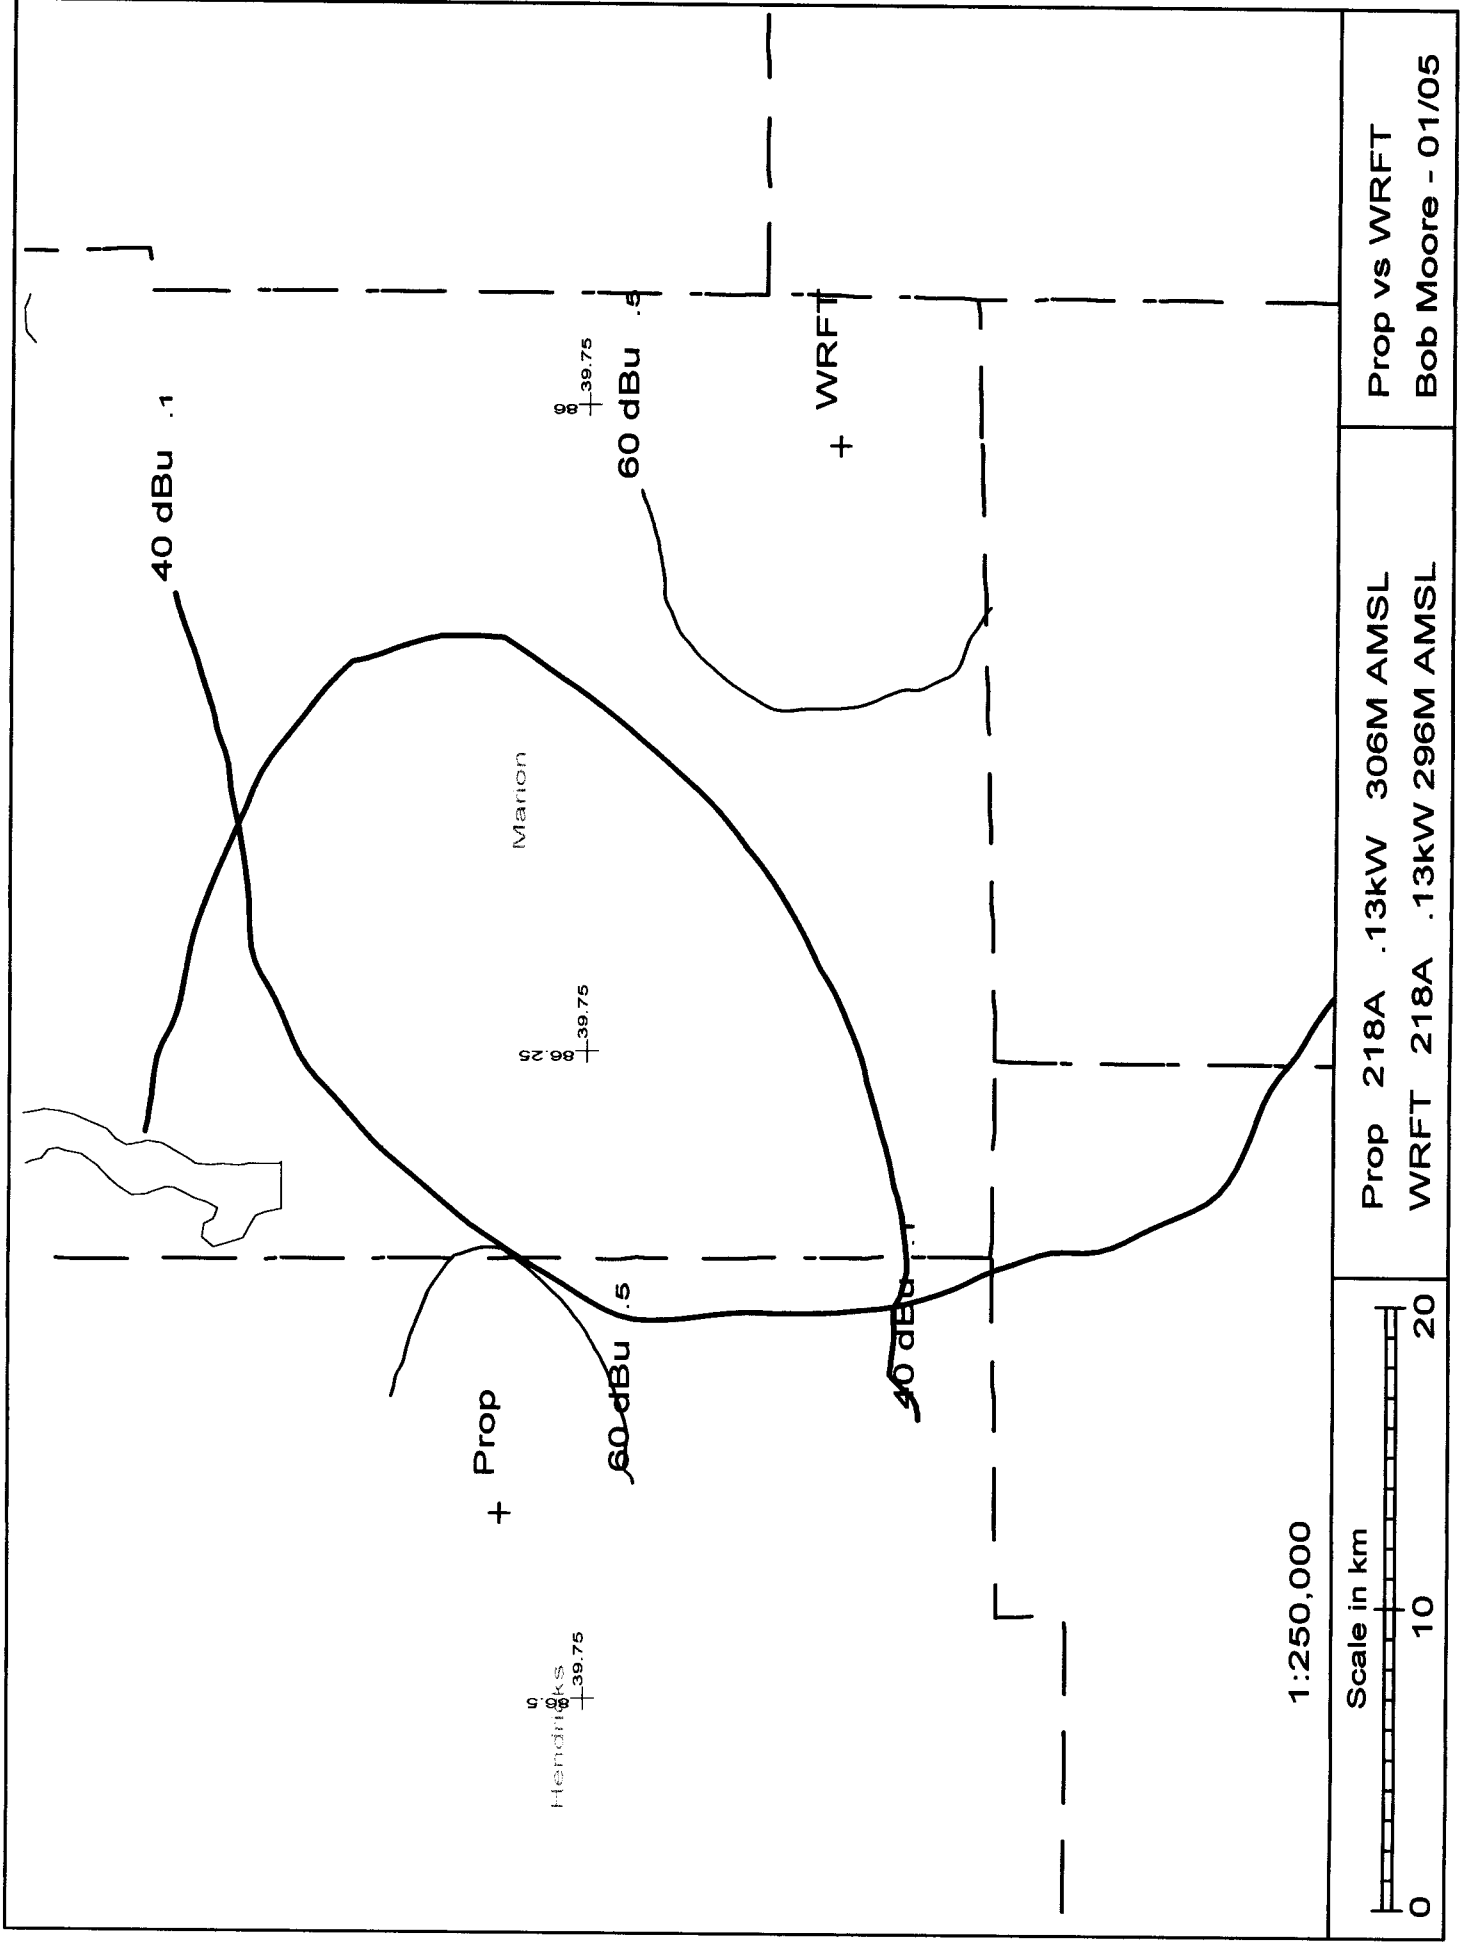 40 dBu .1
86
39.75
60 dBu .5
+ WRFT
Marion
86.25
39.75
+ Prop
60 dBu .5
40 dBu .1
Hendricks
86.5
39.75
1:250,000
Scale in km
0 10 20
Prop 218A .13kW 306M AMSL
WRFT 218A .13kW 296M AMSL
Prop vs WRFT
Bob Moore - 01/05